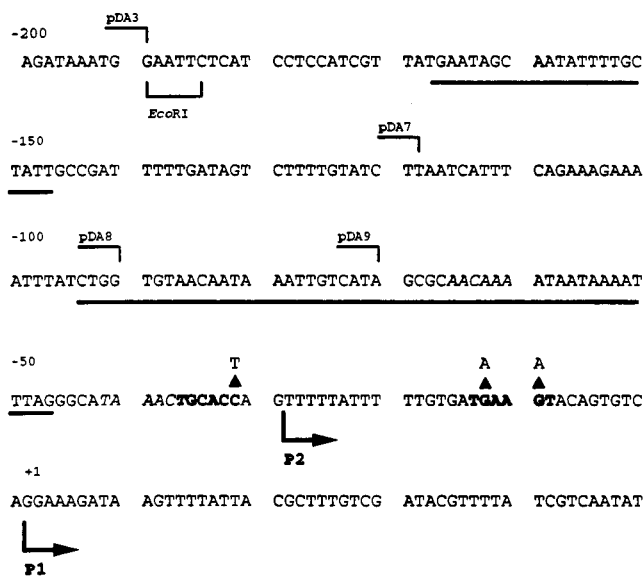 pDA3
-200
AGATAAATG GAATTCTCAT CCTCCATCGT TATGAATAGC AATATTTTGC
EcoRI
pDA7
-150
TATTGCCGAT TTTTGATAGT CTTTTGTATC TTAATCATTT CAGAAAGAAA
pDA8 pDA9
-100
ATTTATCTGG TGTAACAATA AATTGTCATA GCGCAACAAA ATAATAAAAT
-50
T A A
TTAGGGCATA AACTGCACCA GTTTTTATTT TTGTGATGAA GTACAGTGTC
P2
+1
AGGAAAGATA AGTTTTATTA CGCTTTGTCG ATACGTTTTA TCGTCAATAT
P1